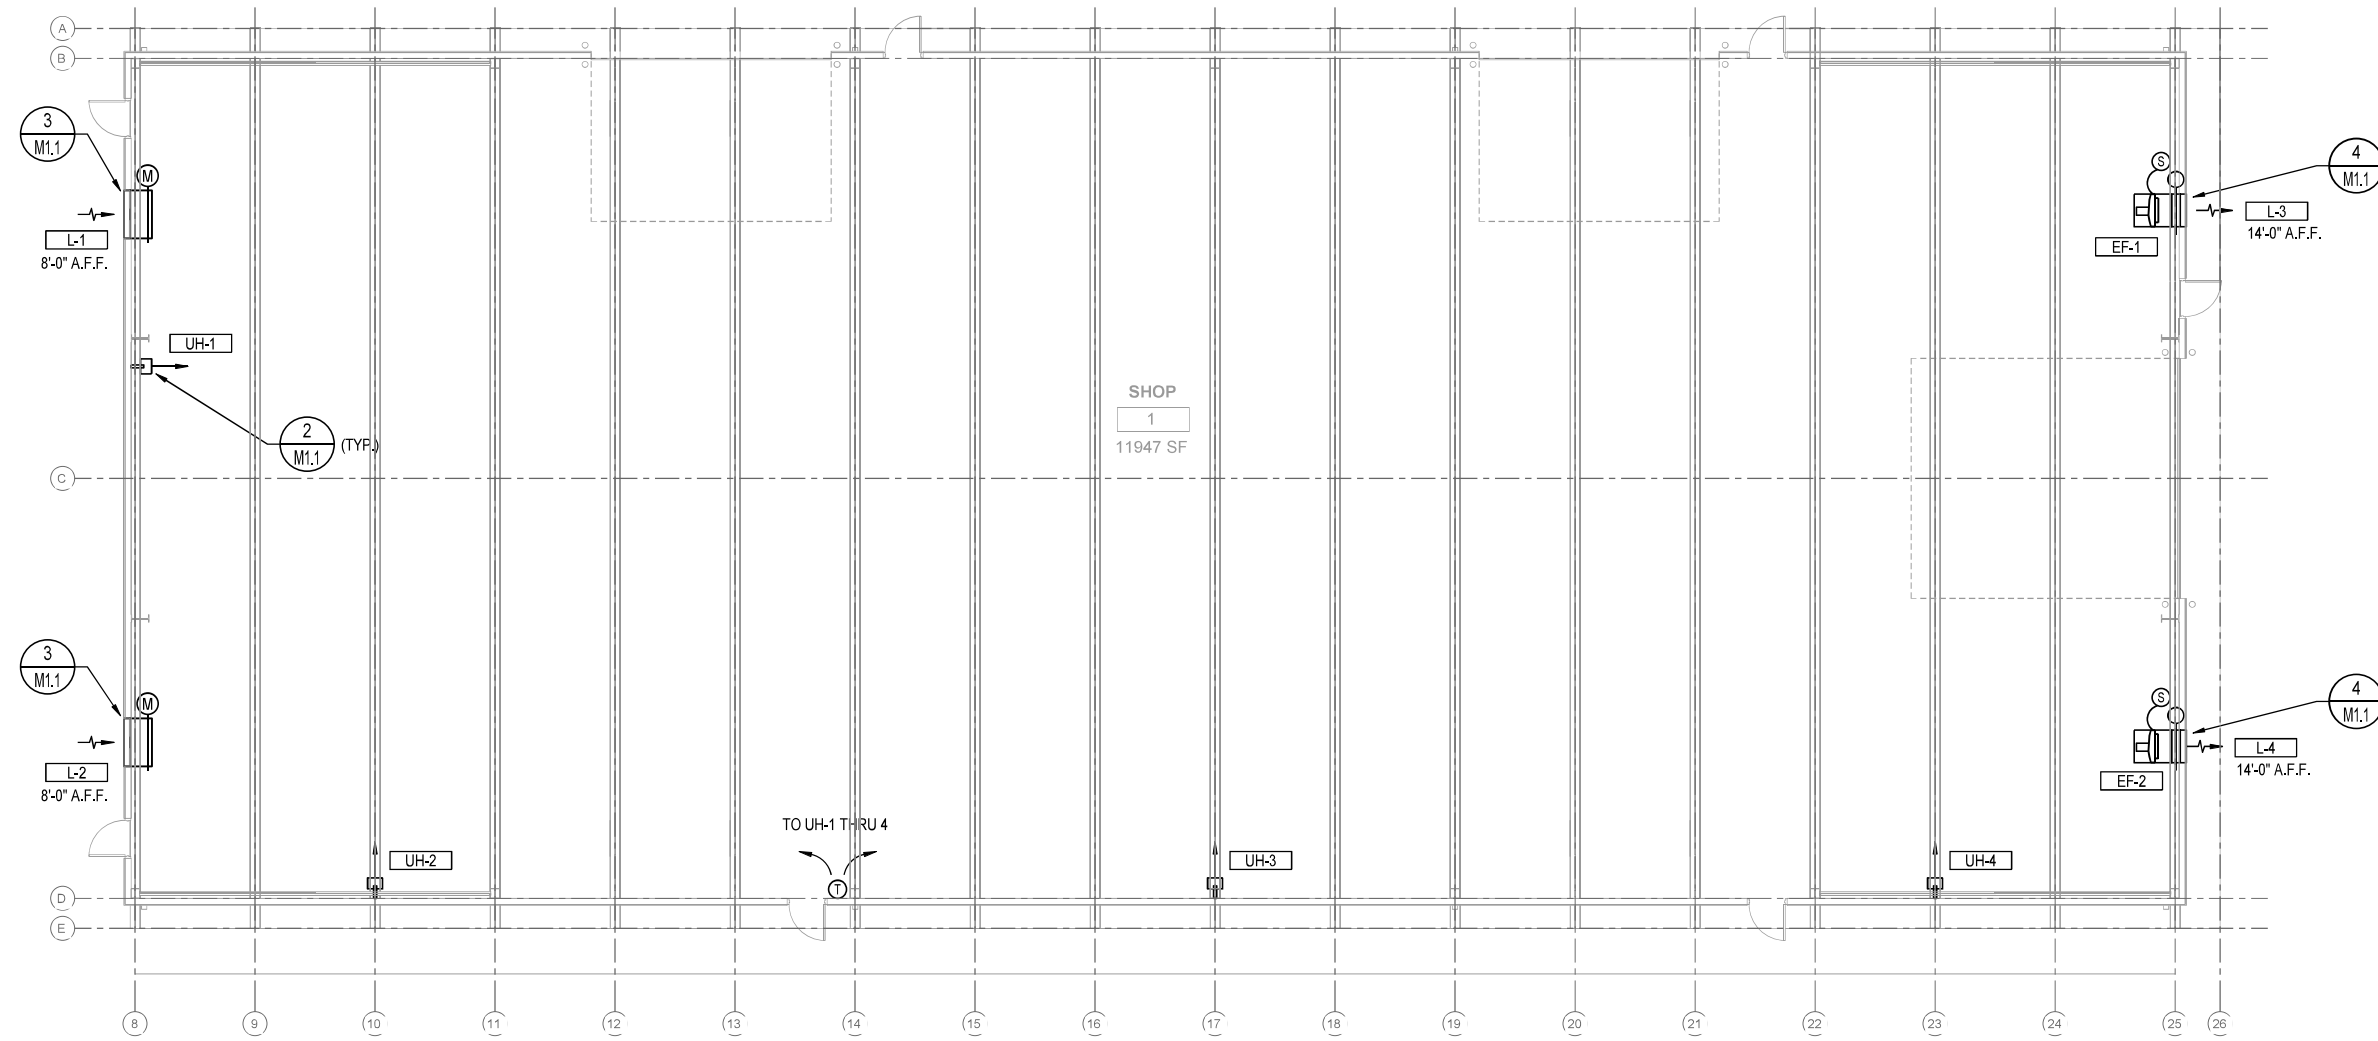 A
B
3
M1.1
M
L-1
8'-0" A.F.F.
S
4
M1.1
L-3
14'-0" A.F.F.
EF-1
UH-1
2
M1.1
(TYP.)
SHOP
1
11947 SF
C
3
M1.1
M
L-2
8'-0" A.F.F.
S
4
M1.1
L-4
14'-0" A.F.F.
EF-2
TO UH-1 THRU 4
T
UH-2
UH-3
UH-4
D
E
8
9
10
11
12
13
14
15
16
17
18
19
20
21
22
23
24
25
26